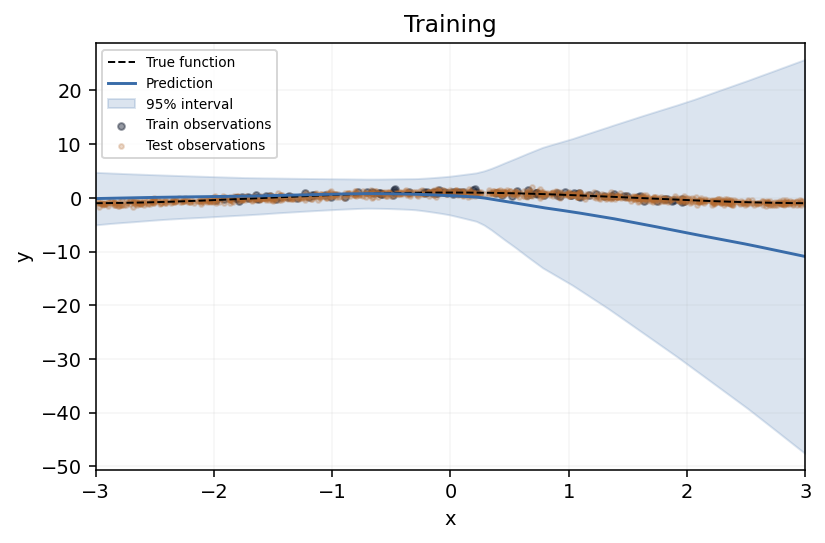 Training
True function
Prediction
95% interval
Train observations
Test observations
20
10
0
−10
−20
−30
−40
−50
y
−3
−2
−1
0
1
2
3
x